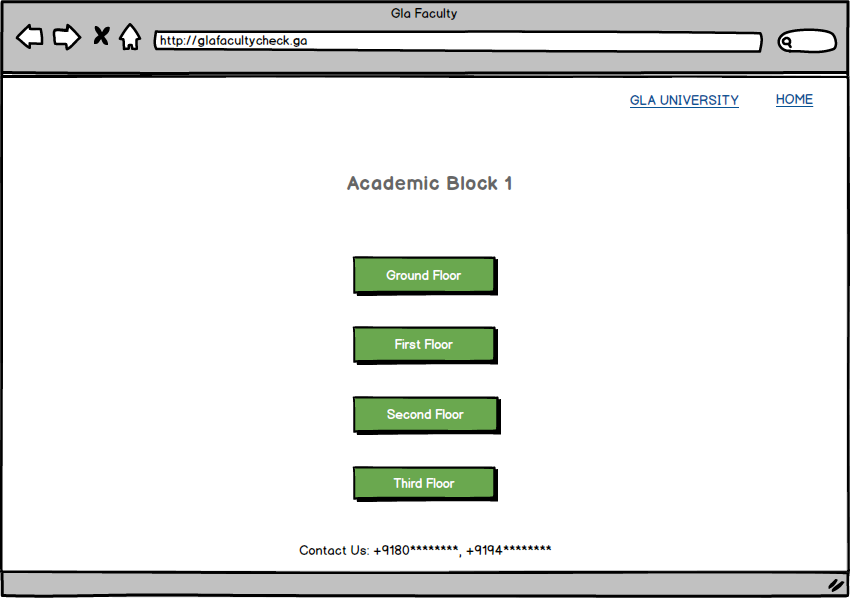 Gla Faculty
http://glafacultycheck.ga
GLA UNIVERSITY HOME
Academic Block 1
Ground Floor
First Floor
Second Floor
Third Floor
Contact Us: +9180********, +9194********